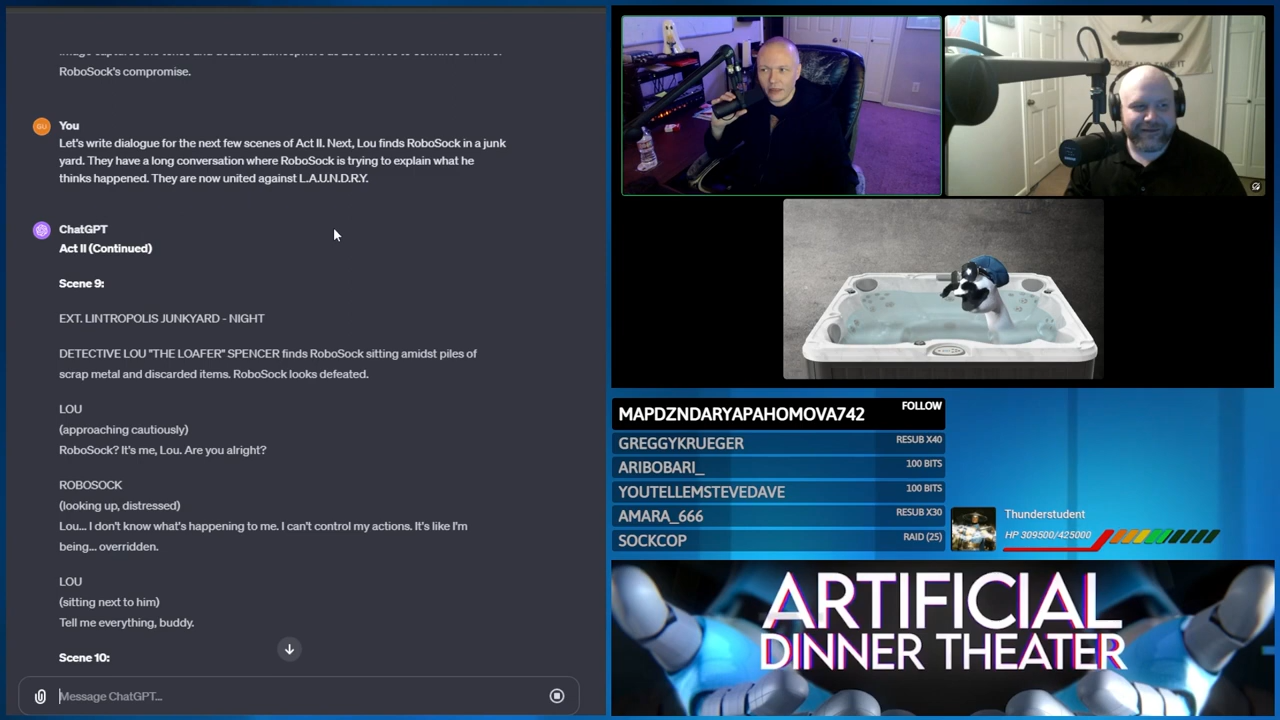 RoboSock's compromise.
GU
You
Let's write dialogue for the next few scenes of Act II. Next, Lou finds RoboSock in a junk
yard. They have a long conversation where RoboSock is trying to explain what he
thinks happened. They are now united against L.A.U.N.D.R.Y.
ChatGPT
Act II (Continued)
Scene 9:
EXT. LINTROPOLIS JUNKYARD - NIGHT
DETECTIVE LOU "THE LOAFER" SPENCER finds RoboSock sitting amidst piles of
scrap metal and discarded items. RoboSock looks defeated.
LOU
(approaching cautiously)
RoboSock? It's me, Lou. Are you alright?
ROBOSOCK
(looking up, distressed)
Lou... I don't know what's happening to me. I can't control my actions. It's like I'm
being... overridden.
LOU
(sitting next to him)
Tell me everything, buddy.
Scene 10:
Message ChatGPT...
COME AND TAKE IT
MAPDZNDARYAPAHOMOVA742 FOLLOW
GREGGYKRUEGER RESUB X40
ARIBOBARI_ 100 BITS
YOUTELLEMSTEVEDAVE 100 BITS
AMARA_666 RESUB X30
SOCKCOP RAID (25)
Thunderstudent
HP 309500/425000
ARTIFICIAL
DINNER THEATER